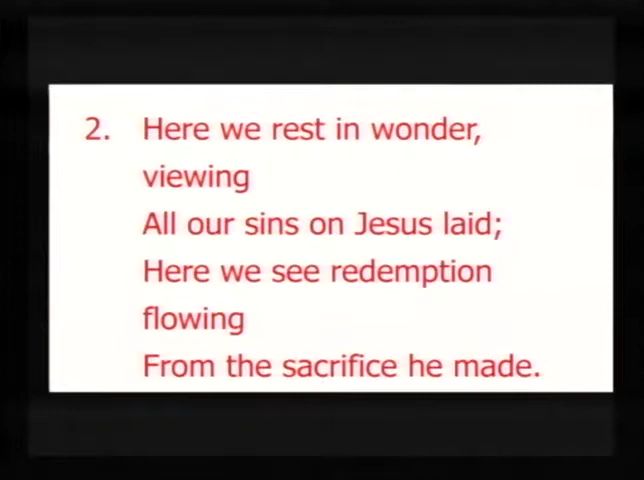 2. Here we rest in wonder,
viewing
All our sins on Jesus laid;
Here we see redemption
flowing
From the sacrifice he made.